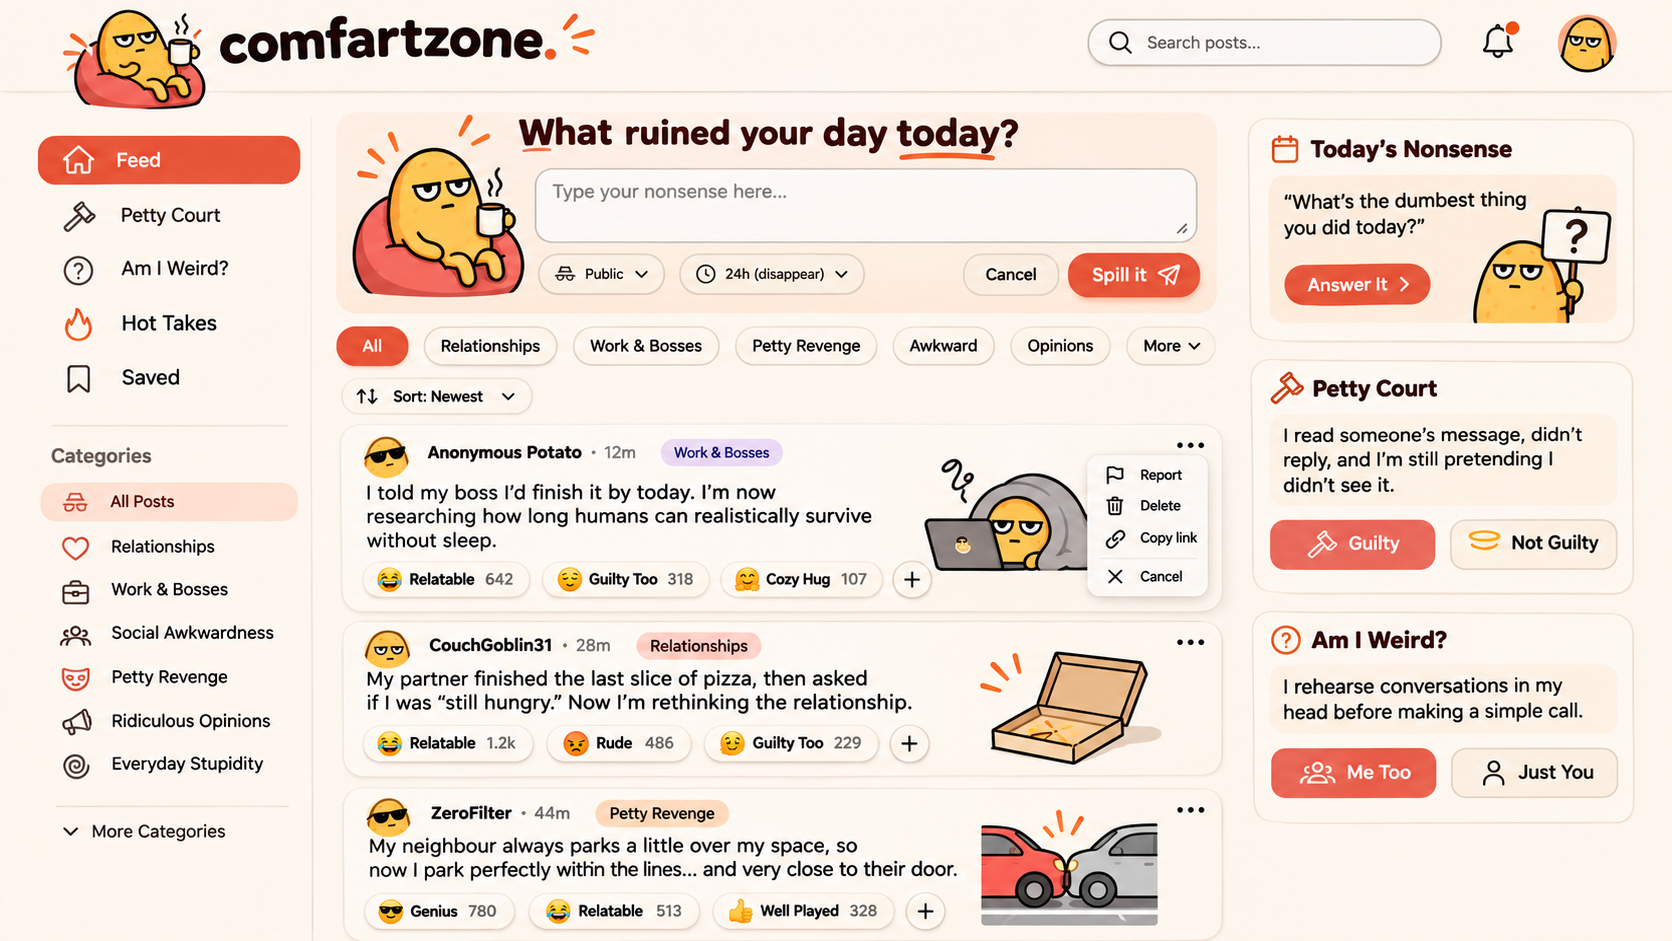 comfartzone.
Search posts...
Feed
Petty Court
Am I Weird?
Hot Takes
Saved
Categories
All Posts
Relationships
Work & Bosses
Social Awkwardness
Petty Revenge
Ridiculous Opinions
Everyday Stupidity
More Categories
What ruined your day today?
Type your nonsense here...
Public
24h (disappear)
Cancel
Spill it
All
Relationships
Work & Bosses
Petty Revenge
Awkward
Opinions
More
Sort: Newest
Anonymous Potato • 12m
Work & Bosses
I told my boss I'd finish it by today. I'm now
researching how long humans can realistically survive
without sleep.
Relatable 642
Guilty Too 318
Cozy Hug 107
+
Report
Delete
Copy link
Cancel
CouchGoblin31 • 28m
Relationships
My partner finished the last slice of pizza, then asked
if I was “still hungry.” Now I'm rethinking the relationship.
Relatable 1.2k
Rude 486
Guilty Too 229
+
ZeroFilter • 44m
Petty Revenge
My neighbour always parks a little over my space, so
now I park perfectly within the lines... and very close to their door.
Genius 780
Relatable 513
Well Played 328
+
Today's Nonsense
“What's the dumbest thing
you did today?”
?
Answer It
Petty Court
I read someone's message, didn't
reply, and I'm still pretending I
didn't see it.
Guilty
Not Guilty
Am I Weird?
I rehearse conversations in my
head before making a simple call.
Me Too
Just You